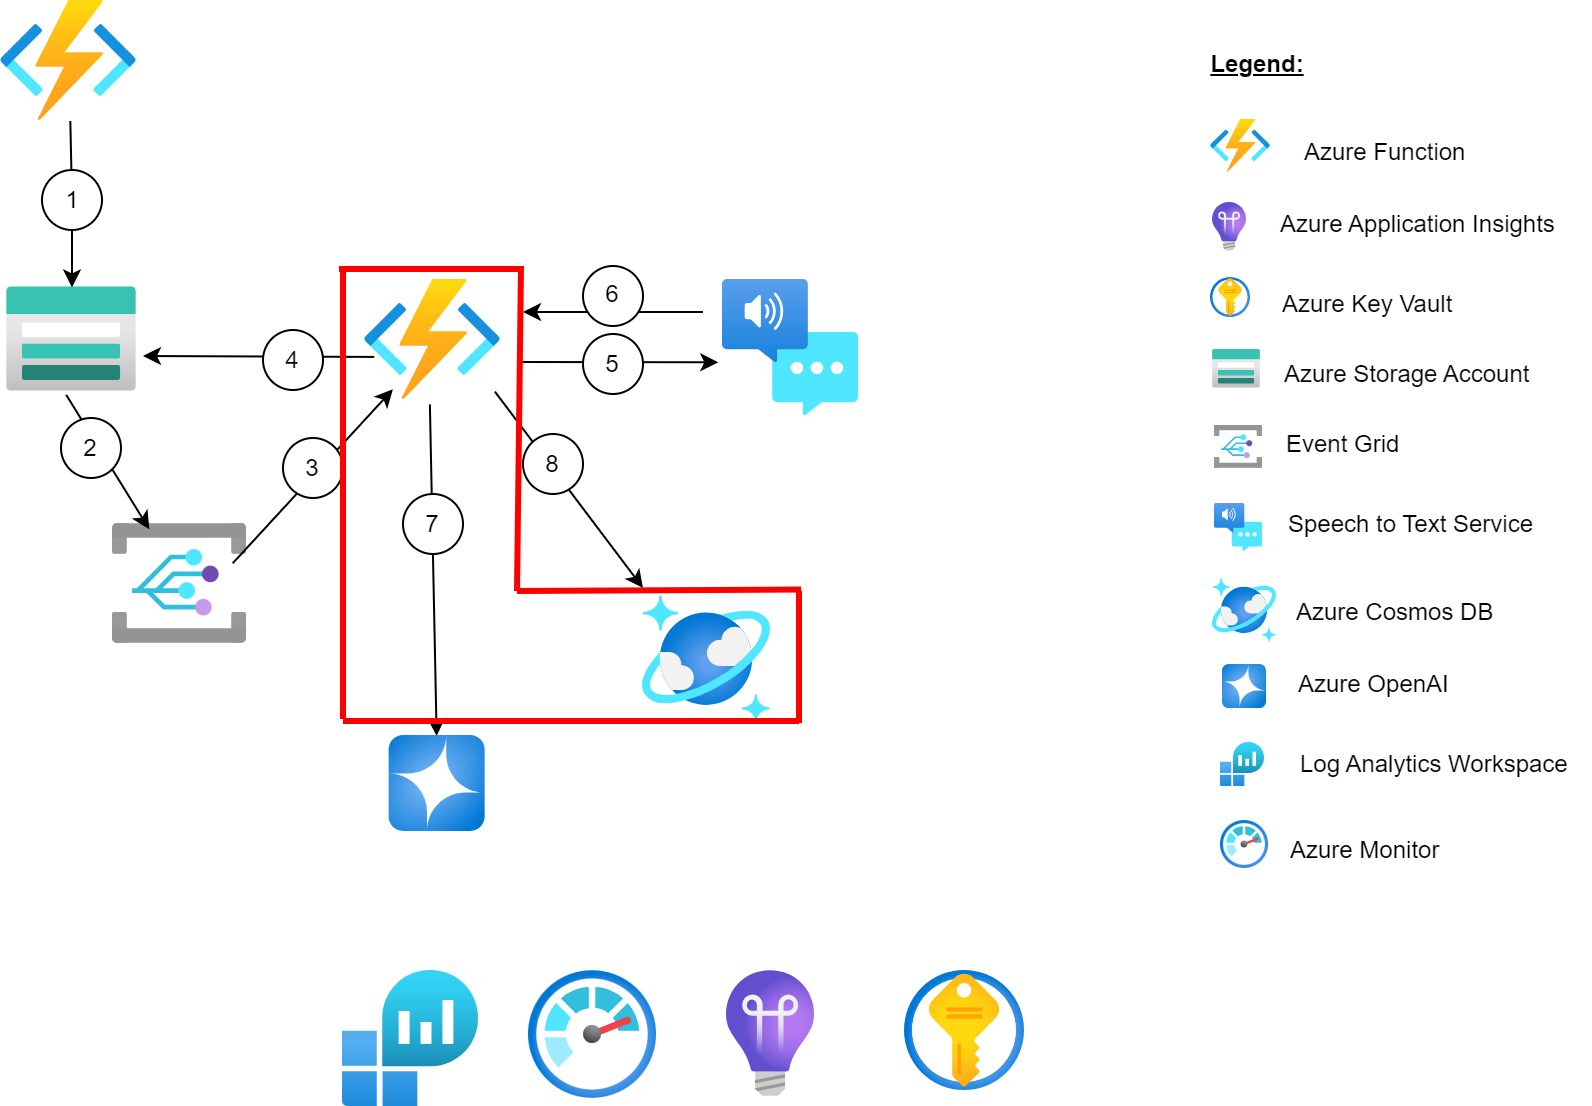 1
2
3
4
5
6
7
8
Legend:
Azure Function
Azure Application Insights
Azure Key Vault
Azure Storage Account
Event Grid
Speech to Text Service
Azure Cosmos DB
Azure OpenAI
Log Analytics Workspace
Azure Monitor